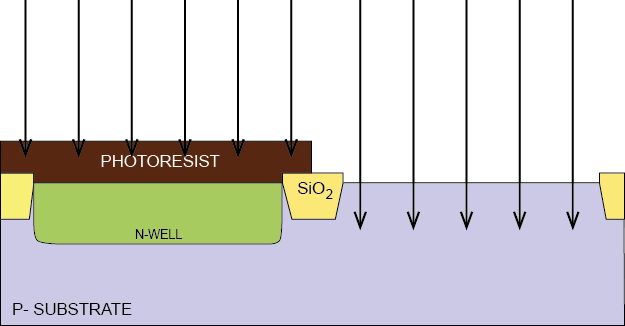 PHOTORESIST
SiO2
N-WELL
P- SUBSTRATE